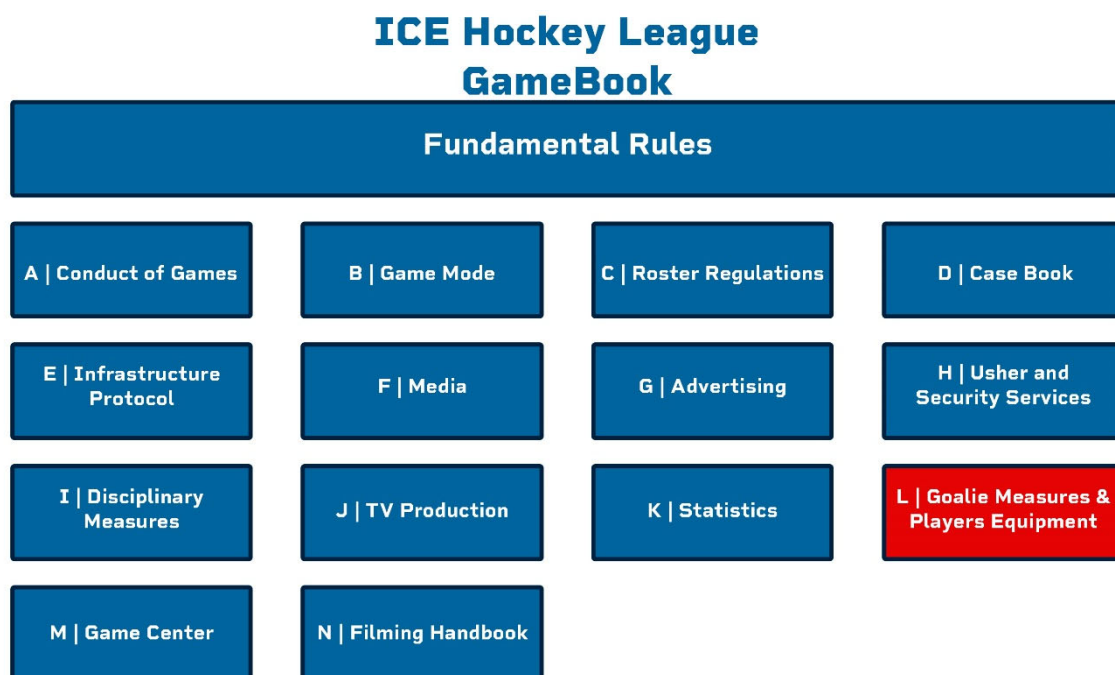 ICE Hockey League
GameBook
Fundamental Rules
A | Conduct of Games
B | Game Mode
C | Roster Regulations
D | Case Book
E | Infrastructure
Protocol
F | Media
G | Advertising
H | Usher and
Security Services
I | Disciplinary
Measures
J | TV Production
K | Statistics
L | Goalie Measures &
Players Equipment
M | Game Center
N | Filming Handbook